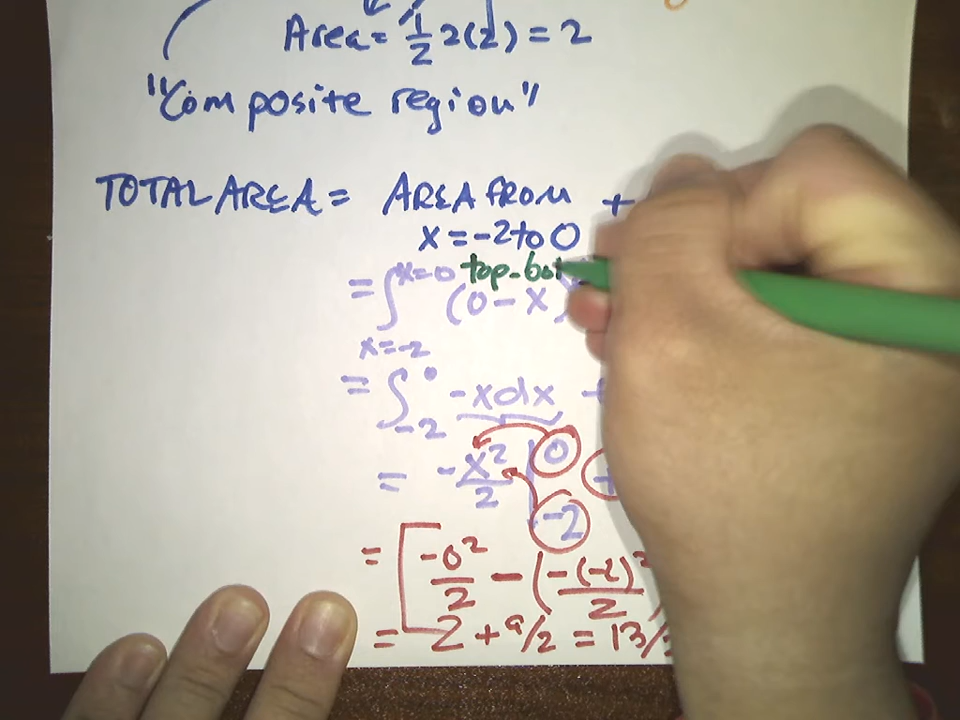 Area = 1/2 2(2) = 2
"Composite region"
TOTAL AREA = AREA FROM +
x = -2 to 0
top - bot
= ∫ x=0 (0 - x)
x = -2
= ∫ 0 -2 -x dx +
= -x²/2 | 0 -2 +
= [ -0²/2 - ( -(-2)²/2
= 2 + 9/2 = 13/